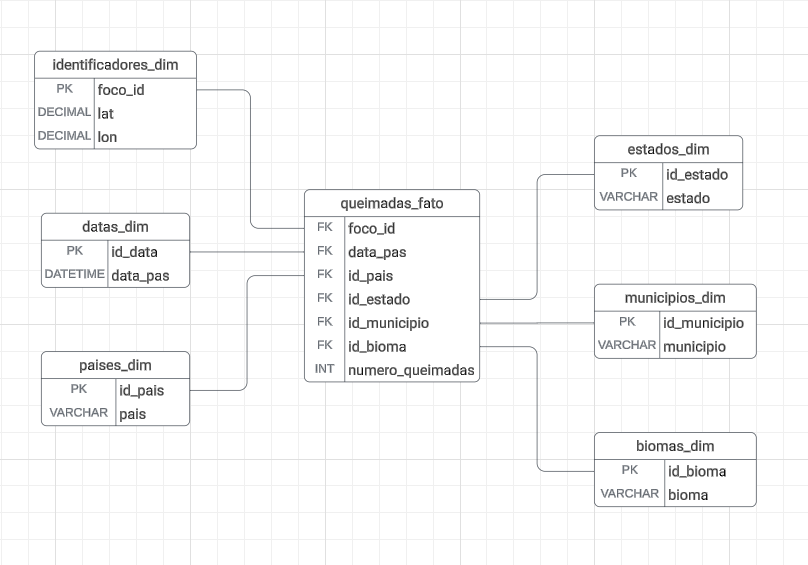 identificadores_dim
PK foco_id
DECIMAL lat
DECIMAL lon
datas_dim
PK id_data
DATETIME data_pas
paises_dim
PK id_pais
VARCHAR pais
queimadas_fato
FK foco_id
FK data_pas
FK id_pais
FK id_estado
FK id_municipio
FK id_bioma
INT numero_queimadas
estados_dim
PK id_estado
VARCHAR estado
municipios_dim
PK id_municipio
VARCHAR municipio
biomas_dim
PK id_bioma
VARCHAR bioma